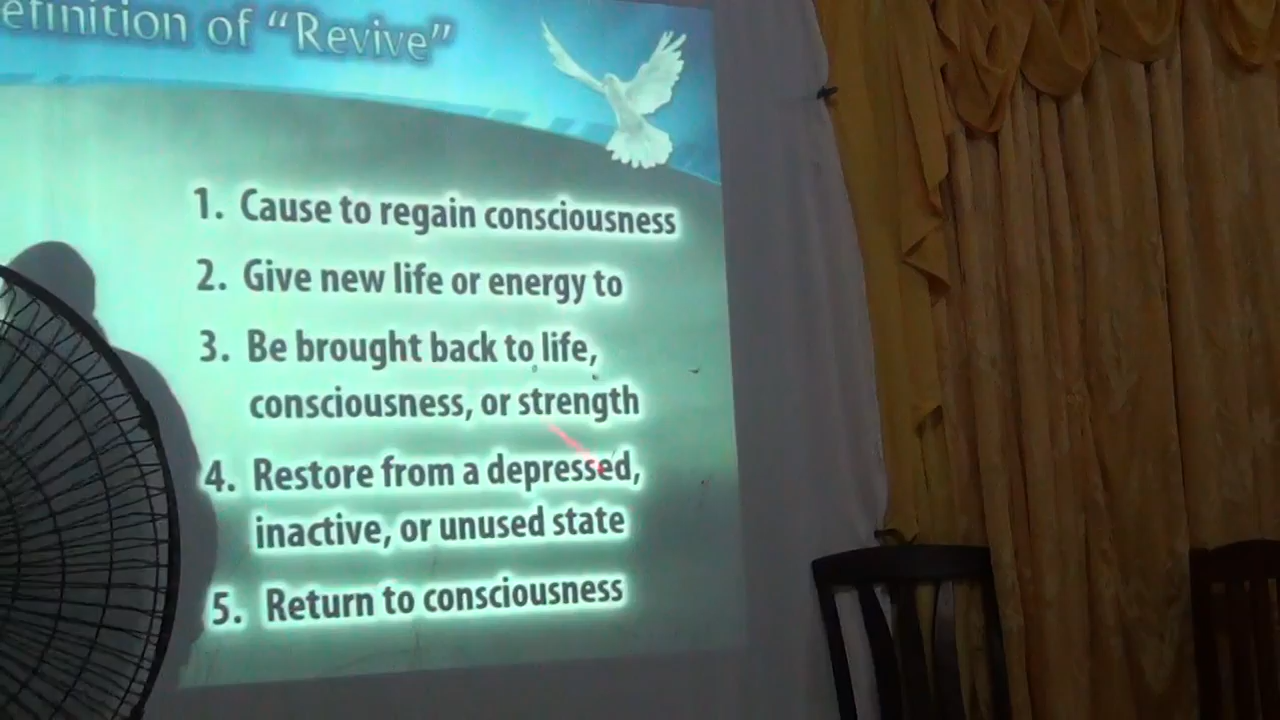 efinition of “Revive”
1. Cause to regain consciousness
2. Give new life or energy to
3. Be brought back to life,
consciousness, or strength
4. Restore from a depressed,
inactive, or unused state
5. Return to consciousness